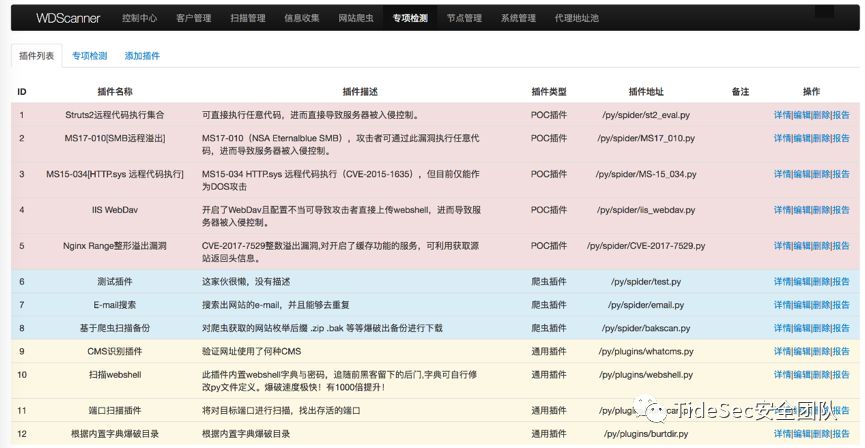 WDScanner 控制中心 客户管理 扫描管理 信息收集 网站爬虫 专项检测 节点管理 系统管理 代理地址池
插件列表 专项检测 添加插件
ID 插件名称 插件描述 插件类型 插件地址 备注 操作
1 Struts2远程代码执行集合 可直接执行任意代码，进而直接导致服务器被入侵控制。 POC插件 /py/spider/st2_eval.py 详情|编辑|删除|报告
2 MS17-010[SMB远程溢出] MS17-010（NSA Eternalblue SMB），攻击者可通过此漏洞执行任意代 POC插件 /py/spider/MS17_010.py 详情|编辑|删除|报告
码，进而导致服务器被入侵控制。
3 MS15-034[HTTP.sys 远程代码执行] MS15-034 HTTP.sys 远程代码执行（CVE-2015-1635），但目前仅能作 POC插件 /py/spider/MS-15_034.py 详情|编辑|删除|报告
为DOS攻击
4 IIS WebDav 开启了WebDav且配置不当可导致攻击者直接上传webshell，进而导致服 POC插件 /py/spider/iis_webdav.py 详情|编辑|删除|报告
务器被入侵控制。
5 Nginx Range整形溢出漏洞 CVE-2017-7529整数溢出漏洞,对开启了缓存功能的服务，可利用获取源 POC插件 /py/spider/CVE-2017-7529.py 详情|编辑|删除|报告
站返回头信息。
6 测试插件 这家伙很懒，没有描述 爬虫插件 /py/spider/test.py 详情|编辑|删除|报告
7 E-mail搜索 搜索出网站的e-mail，并且能够去重复 爬虫插件 /py/spider/email.py 详情|编辑|删除|报告
8 基于爬虫扫描备份 对爬虫获取的网站枚举后缀 .zip .bak 等等爆破出备份进行下载 爬虫插件 /py/spider/bakscan.py 详情|编辑|删除|报告
9 CMS识别插件 验证网址使用了何种CMS 通用插件 /py/plugins/whatcms.py 详情|编辑|删除|报告
10 扫描webshell 此插件内置webshell字典与密码，追随前黑客留下的后门,字典可自行修 通用插件 /py/plugins/webshell.py 详情|编辑|删除|报告
改py文件定义。爆破速度极快！有1000倍提升！
11 端口扫描插件 将对目标端口进行扫描，找出存活的端口 通用插件 删除|报告
TideSec安全团队
12 根据内置字典爆破目录 根据内置字典爆破目录 通用插件 /py/plugins/burtdir.py 详情|编辑|删除|报告